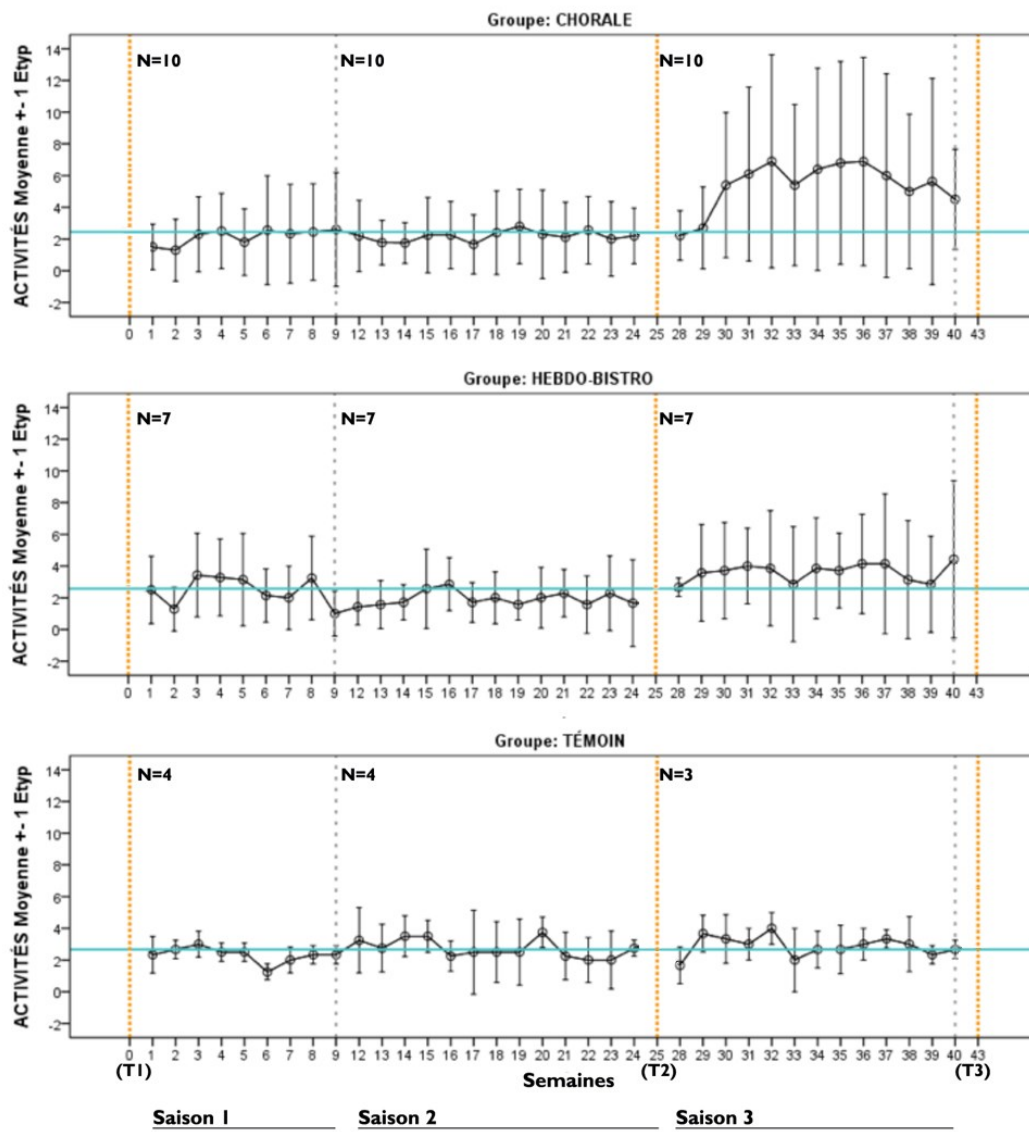 Groupe: CHORALE
ACTIVITÉS Moyenne +- 1 Etyp
14
12
10
8
6
4
2
0
-2
N=10 N=10 N=10
0 1 2 3 4 5 6 7 8 9 12 13 14 15 16 17 18 19 20 21 22 23 24 25 28 29 30 31 32 33 34 35 36 37 38 39 40 43
Groupe: HEBDO-BISTRO
ACTIVITÉS Moyenne +- 1 Etyp
14
12
10
8
6
4
2
0
-2
N=7 N=7 N=7
0 1 2 3 4 5 6 7 8 9 12 13 14 15 16 17 18 19 20 21 22 23 24 25 28 29 30 31 32 33 34 35 36 37 38 39 40 43
Groupe: TÉMOIN
ACTIVITÉS Moyenne +- 1 Etyp
14
12
10
8
6
4
2
0
-2
N=4 N=4 N=3
0 1 2 3 4 5 6 7 8 9 12 13 14 15 16 17 18 19 20 21 22 23 24 25 28 29 30 31 32 33 34 35 36 37 38 39 40 43
(T1) (T2) (T3)
Semaines
Saison 1 Saison 2 Saison 3